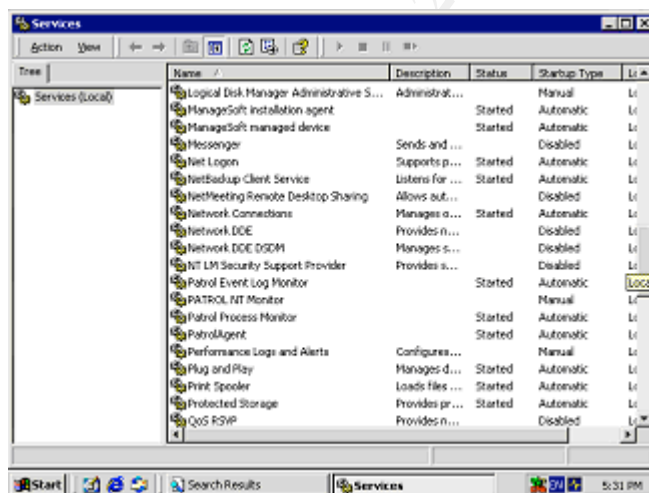 Services
Action View
Tree
Name Description Status Startup Type
Services (Local)
Logical Disk Manager Administrative S... Administrat... Manual
ManageSoft installation agent Started Automatic
ManageSoft managed device Started Automatic
Messenger Sends and ... Disabled
Net Logon Supports p... Started Automatic
NetBackup Client Service Listens for ... Started Automatic
NetMeeting Remote Desktop Sharing Allows aut... Disabled
Network Connections Manages o... Started Automatic
Network DDE Provides n... Disabled
Network DDE DSDM Manages s... Disabled
NT LM Security Support Provider Provides s... Disabled
Patrol Event Log Monitor Started Automatic
PATROL NT Monitor Manual
Patrol Process Monitor Started Automatic
PatrolAgent Started Automatic
Performance Logs and Alerts Configures... Manual
Plug and Play Manages d... Started Automatic
Print Spooler Loads files ... Started Automatic
Protected Storage Provides pr... Started Automatic
QoS RSVP Provides n... Disabled
Start Search Results Services EN 5:31 PM